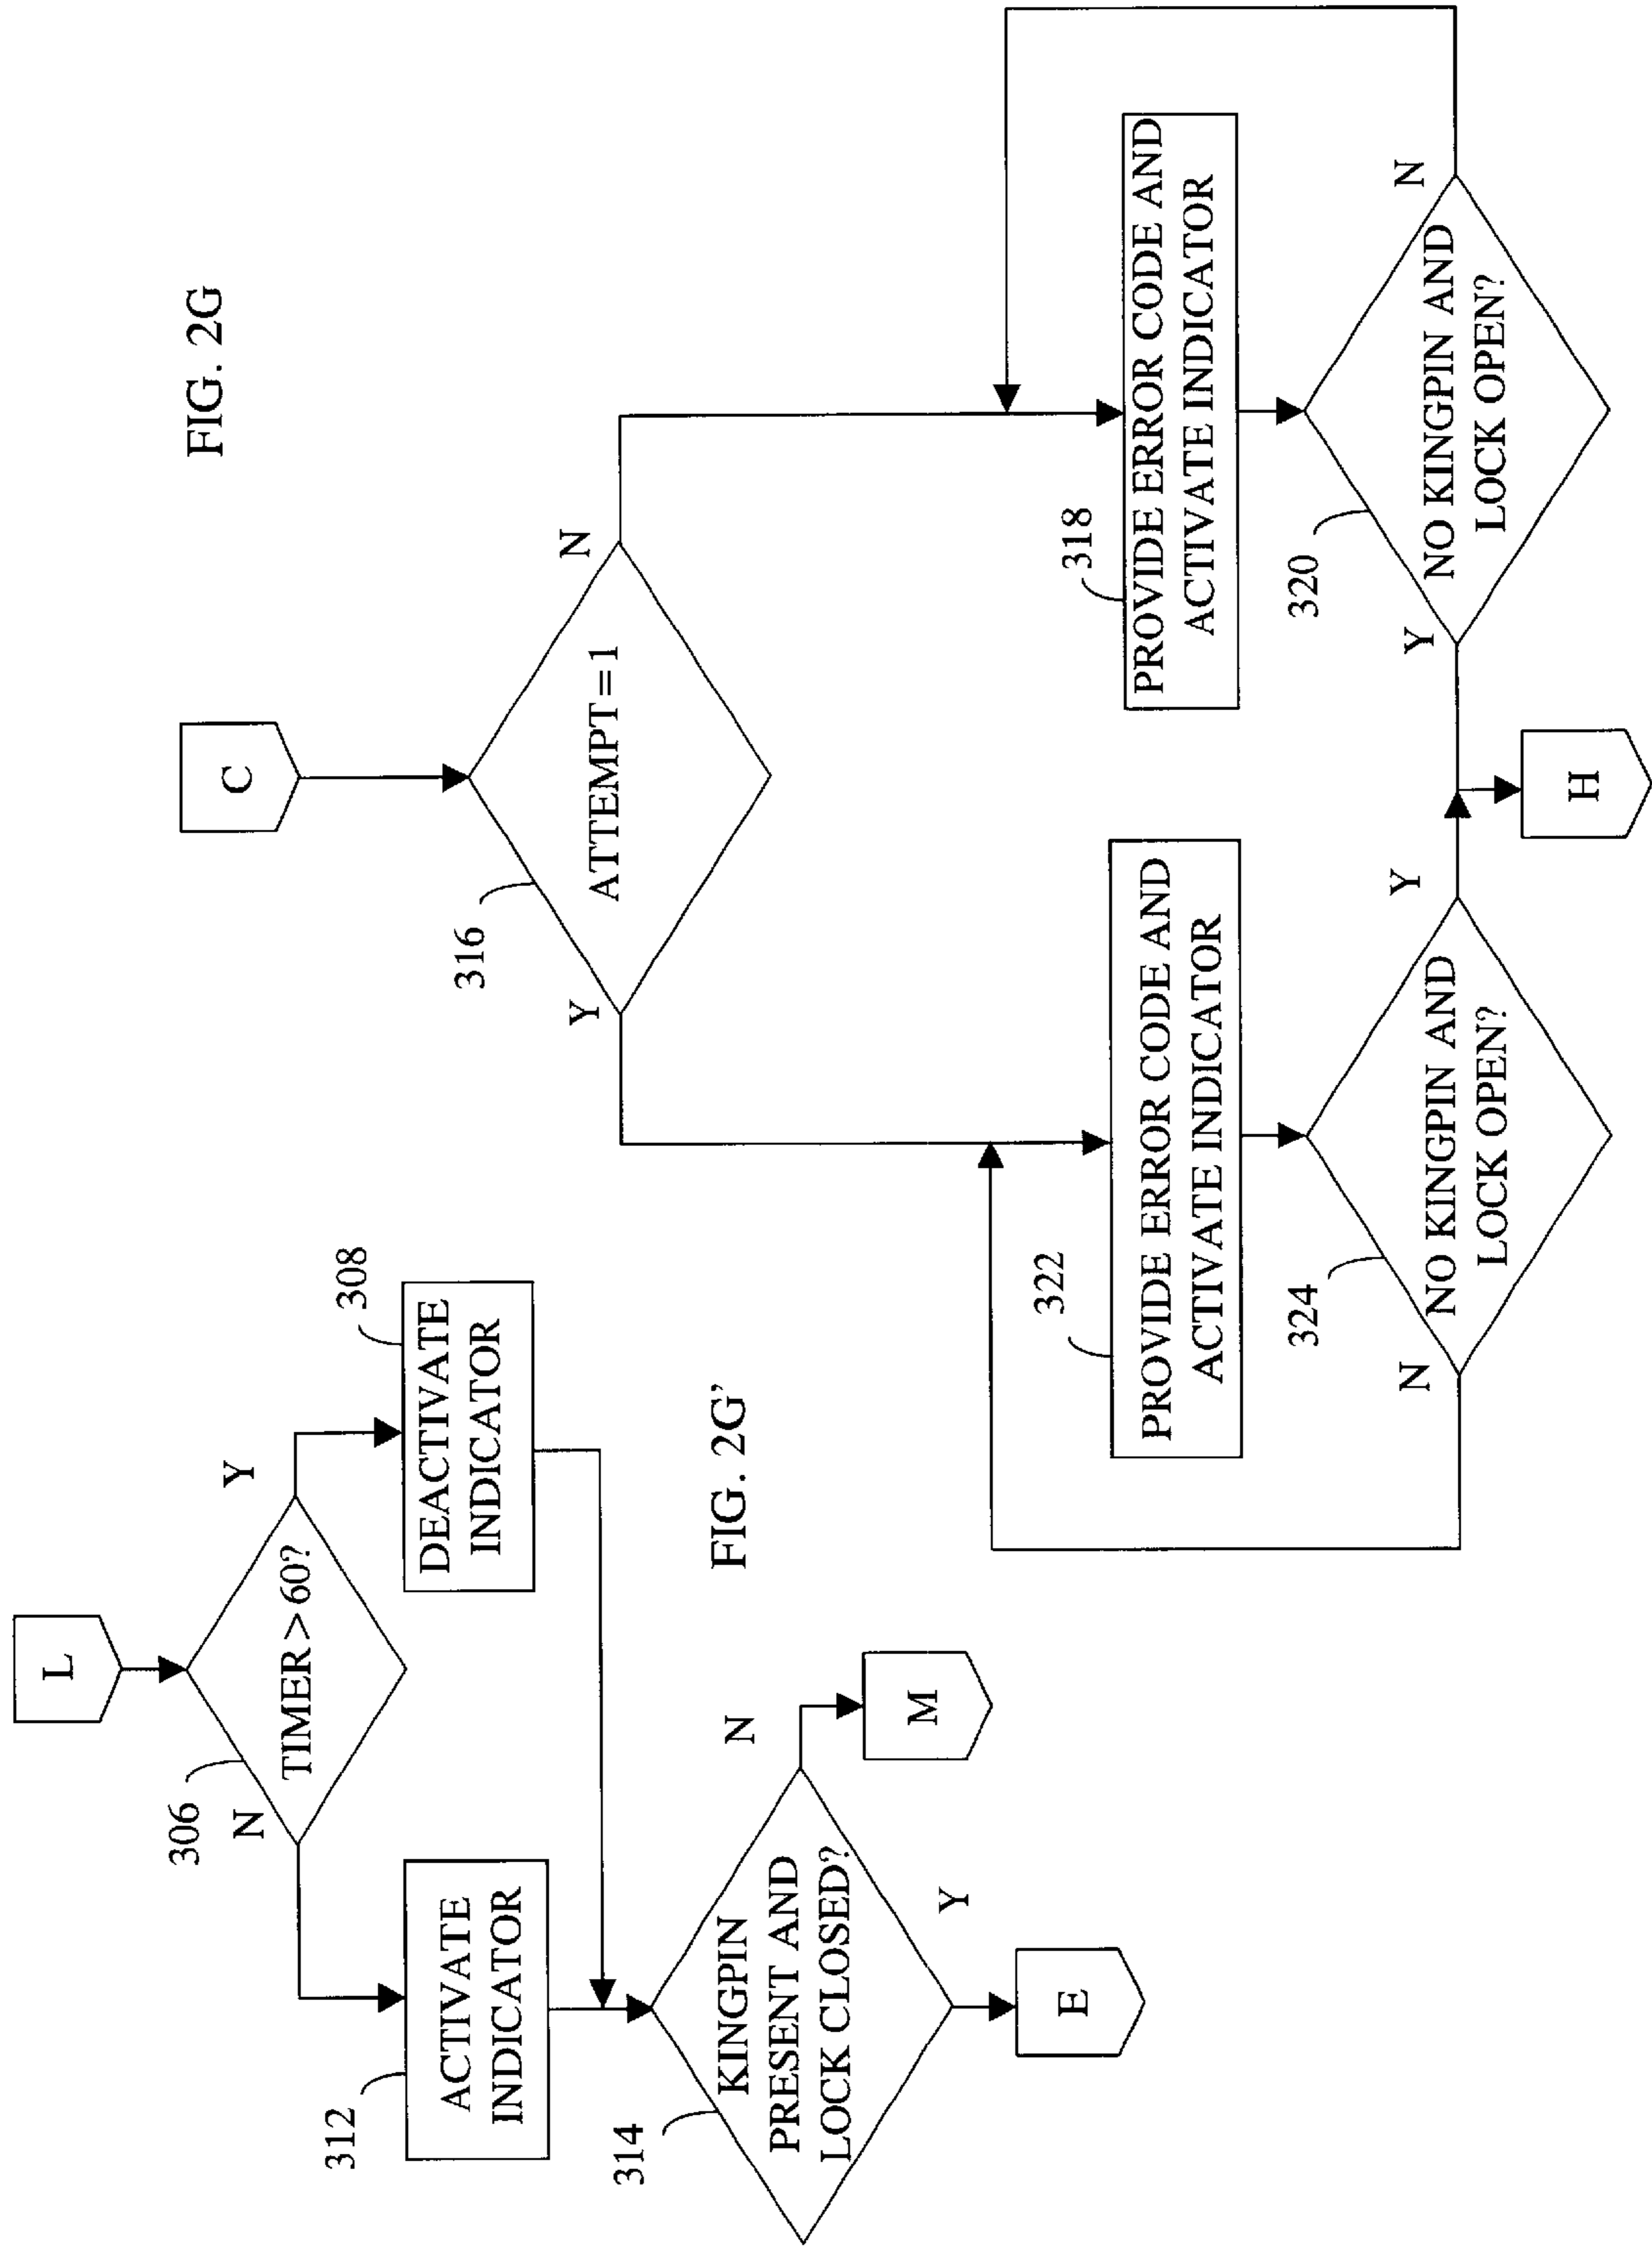 FIG. 2G
C
316
ATTEMPT = 1
Y
N
322
PROVIDE ERROR CODE AND
ACTIVATE INDICATOR
318
PROVIDE ERROR CODE AND
ACTIVATE INDICATOR
324
NO KINGPIN AND
LOCK OPEN?
N
Y
320
NO KINGPIN AND
LOCK OPEN?
Y
N
H
FIG. 2G'
L
306
TIMER > 60?
N
Y
312
ACTIVATE
INDICATOR
308
DEACTIVATE
INDICATOR
314
KINGPIN
PRESENT AND
LOCK CLOSED?
N
M
Y
E